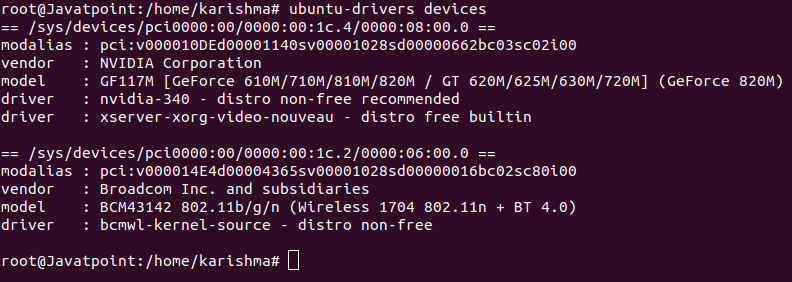 root@Javatpoint:/home/karishma# ubuntu-drivers devices
== /sys/devices/pci0000:00/0000:00:1c.4/0000:08:00.0 ==
modalias : pci:v000010DEd00001140sv00001028sd00000662bc03sc02i00
vendor   : NVIDIA Corporation
model    : GF117M [GeForce 610M/710M/810M/820M / GT 620M/625M/630M/720M] (GeForce 820M)
driver   : nvidia-340 - distro non-free recommended
driver   : xserver-xorg-video-nouveau - distro free builtin
== /sys/devices/pci0000:00/0000:00:1c.2/0000:06:00.0 ==
modalias : pci:v000014E4d00004365sv00001028sd00000016bc02sc80i00
vendor   : Broadcom Inc. and subsidiaries
model    : BCM43142 802.11b/g/n (Wireless 1704 802.11n + BT 4.0)
driver   : bcmwl-kernel-source - distro non-free
root@Javatpoint:/home/karishma#